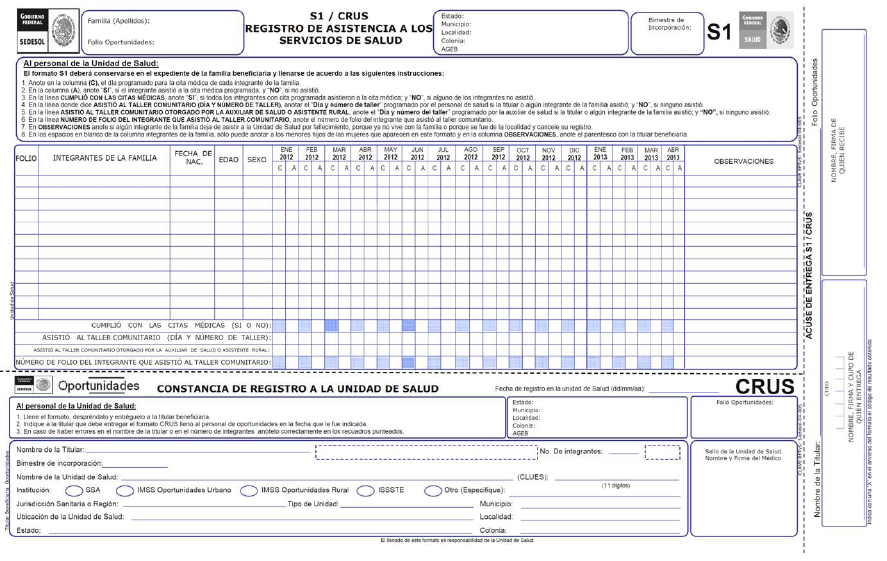 GOBIERNO FEDERAL
SEDESOL
Familia (Apellidos):
Folio Oportunidades:
S1 / CRUS
REGISTRO DE ASISTENCIA A LOS
SERVICIOS DE SALUD
Estado:
Municipio:
Localidad:
Colonia:
AGEB
Bimestre de
Incorporación:
S1
GOBIERNO FEDERAL
SALUD
Al personal de la Unidad de Salud:
El formato S1 deberá conservarse en el expediente de la familia beneficiaria y llenarse de acuerdo a las siguientes instrucciones:
1. Anote en la columna (C), el día programado para la cita médica de cada integrante de la familia.
2. En la columna (A), anote "SI", si el integrante asistió a la cita médica programada; y "NO", si no asistió.
3. En la línea CUMPLIÓ CON LAS CITAS MÉDICAS, anote "SI", si todos los integrantes con cita programada asistieron a la cita médica; y "NO", si alguno de los integrantes no asistió.
4. En la línea donde dice ASISTIÓ AL TALLER COMUNITARIO (DÍA Y NÚMERO DE TALLER), anote el "Día y número de taller" programado por el personal de salud si la titular o algún integrante de la familia asistió; y "NO", si ninguno asistió.
5. En la línea ASISTIÓ AL TALLER COMUNITARIO OTORGADO POR LA AUXILIAR DE SALUD O ASISTENTE RURAL, anote el "Día y número del taller" programado por la auxiliar de salud si la titular o algún integrante de la familia asistió; y "NO", si ninguno asistió.
6. En la línea NÚMERO DE FOLIO DEL INTEGRANTE QUE ASISTIÓ AL TALLER COMUNITARIO, anote el número de folio del integrante que asistió al taller comunitario.
7. En OBSERVACIONES anote si algún integrante de la familia deja de asistir a la Unidad de Salud por fallecimiento, porque ya no vive con la familia o porque se fue de la localidad y cancele su registro.
8. En los espacios en blanco de la columna integrantes de la familia, sólo puede anotar a los menores hijos de las mujeres que aparecen en este formato y en la columna OBSERVACIONES, anote el parentesco con la titular beneficiaria.
FOLIO INTEGRANTES DE LA FAMILIA FECHA DE NAC. EDAD SEXO ENE 2012 FEB 2012 MAR 2012 ABR 2012 MAY 2012 JUN 2012 JUL 2012 AGO 2012 SEP 2012 OCT 2012 NOV 2012 DIC 2012 ENE 2013 FEB 2013 MAR 2013 ABR 2013 OBSERVACIONES
C A C A C A C A C A C A C A C A C A C A C A C A C A C A C A C A
Unidad de Salud
CUMPLIÓ CON LAS CITAS MÉDICAS (SI O NO):
ASISTIÓ AL TALLER COMUNITARIO (DÍA Y NÚMERO DE TALLER):
ASISTIÓ AL TALLER COMUNITARIO OTORGADO POR LA AUXILIAR DE SALUD O ASISTENTE RURAL:
NÚMERO DE FOLIO DEL INTEGRANTE QUE ASISTIÓ AL TALLER COMUNITARIO:
SEDESOL
Oportunidades
CONSTANCIA DE REGISTRO A LA UNIDAD DE SALUD
Fecha de registro en la unidad de Salud (dd/mm/aa):
CRUS
Al personal de la Unidad de Salud:
1. Llene el formato, despréndalo y entréguelo a la titular beneficiaria.
2. Indique a la titular que debe entregar el formato CRUS lleno al personal de oportunidades en la fecha que le fue indicada.
3. En caso de haber errores en el nombre de la titular o en el número de integrantes, anótelo correctamente en los recuadros punteados.
Estado:
Municipio:
Localidad:
Colonia:
AGEB
Folio Oportunidades:
Nombre de la Titular:
No. De integrantes:
Bimestre de incorporación:
Nombre de la Unidad de Salud:
(CLUES):
(11 dígitos)
Institución: SSA IMSS Oportunidades Urbano IMSS Oportunidades Rural ISSSTE Otro (Especifique):
Jurisdicción Sanitaria o Región:
Tipo de Unidad:
Municipio:
Ubicación de la Unidad de Salud:
Localidad:
Estado:
Colonia:
Sello de la Unidad de Salud.
Nombre y Firma del Médico
El llenado de este formato es responsabilidad de la Unidad de Salud
Titular Beneficiaria Oportunidades
Folio Oportunidades
ACUSE DE ENTREGA S1 / CRUS
Nombre de la Titular:
NOMBRE, FIRMA DE
QUIEN RECIBE
CUPO
NOMBRE, FIRMA Y CUPO DE
QUIÉN ENTREGA
Indica con una "X" en el anverso del formato el código de resultado obtenido